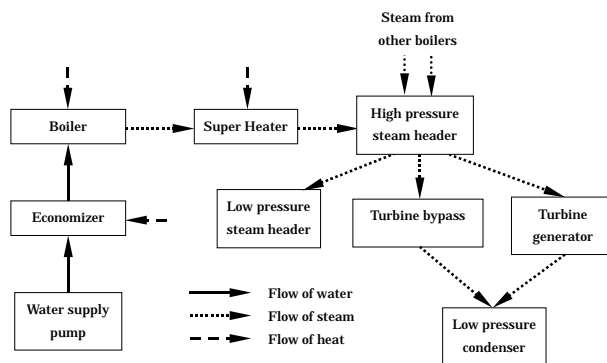 Steam from
other boilers
Boiler
Super Heater
High pressure
steam header
Economizer
Low pressure
steam header
Turbine bypass
Turbine
generator
Water supply
pump
Flow of water
Flow of steam
Flow of heat
Low pressure
condenser